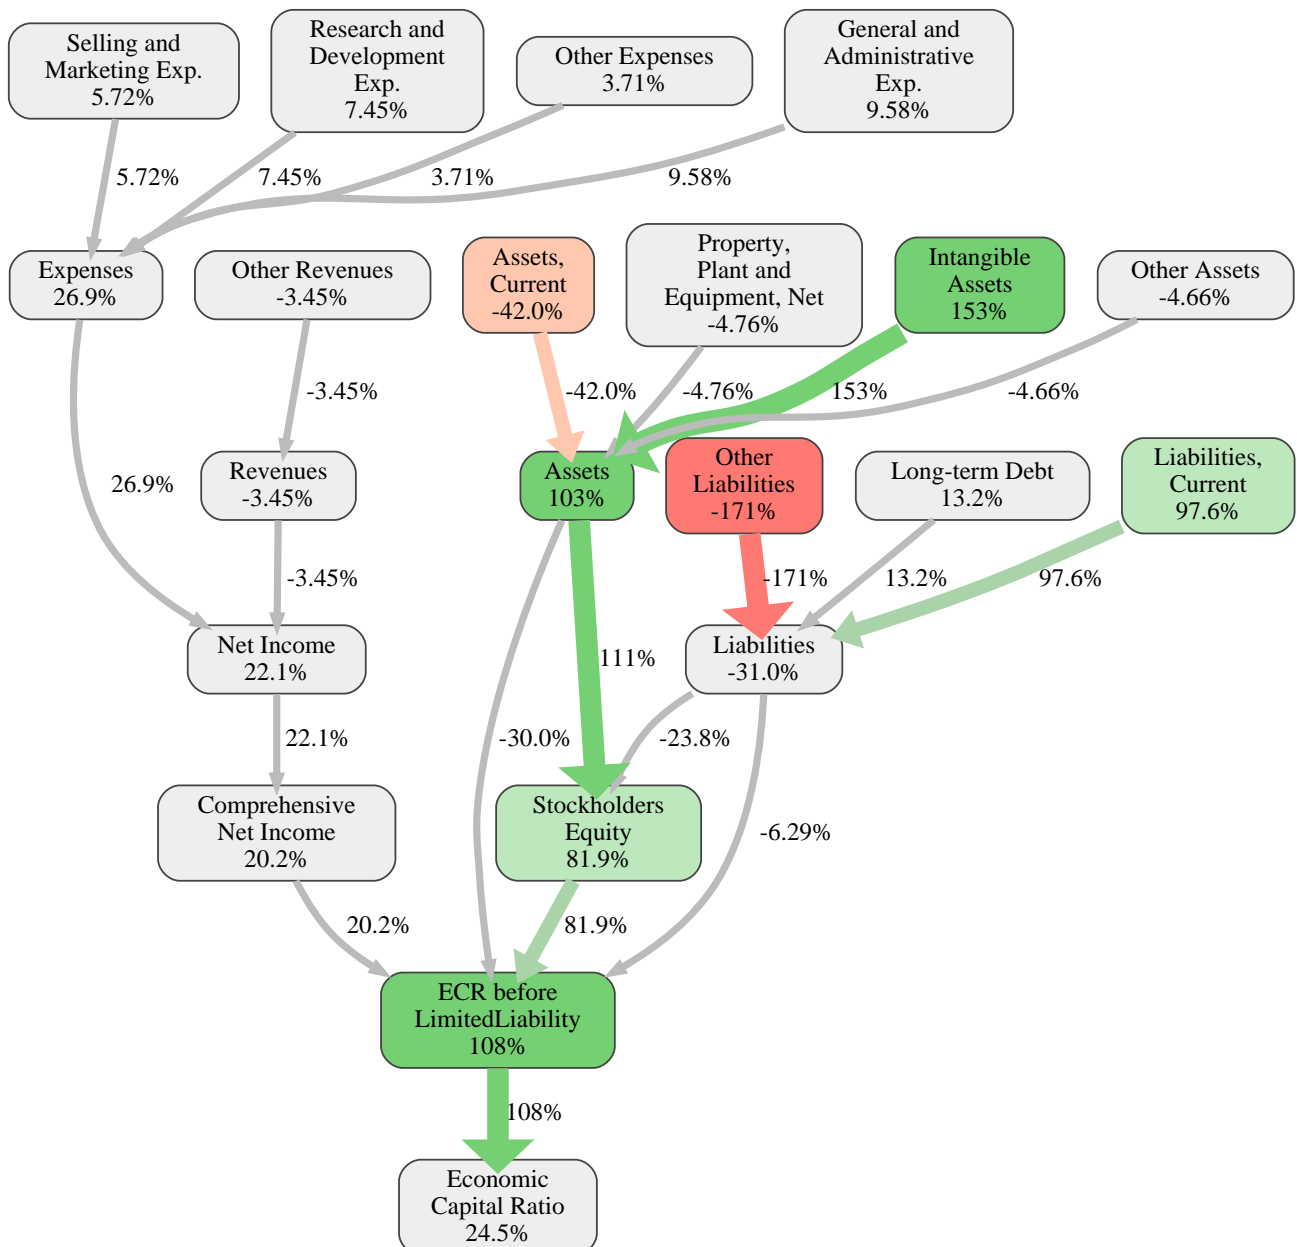 Selling and
Marketing Exp.
5.72%
Research and
Development
Exp.
7.45%
Other Expenses
3.71%
General and
Administrative
Exp.
9.58%
5.72%
7.45%
3.71%
9.58%
Expenses
26.9%
Other Revenues
-3.45%
Assets,
Current
-42.0%
Property,
Plant and
Equipment, Net
-4.76%
Intangible
Assets
153%
Other Assets
-4.66%
-3.45%
-42.0%
-4.76%
153%
-4.66%
26.9%
Revenues
-3.45%
Assets
103%
Other
Liabilities
-171%
Long-term Debt
13.2%
Liabilities,
Current
97.6%
-3.45%
-171%
13.2%
97.6%
Net Income
22.1%
111%
Liabilities
-31.0%
22.1%
-30.0%
-23.8%
Comprehensive
Net Income
20.2%
Stockholders
Equity
81.9%
-6.29%
20.2%
81.9%
ECR before
LimitedLiability
108%
108%
Economic
Capital Ratio
24.5%